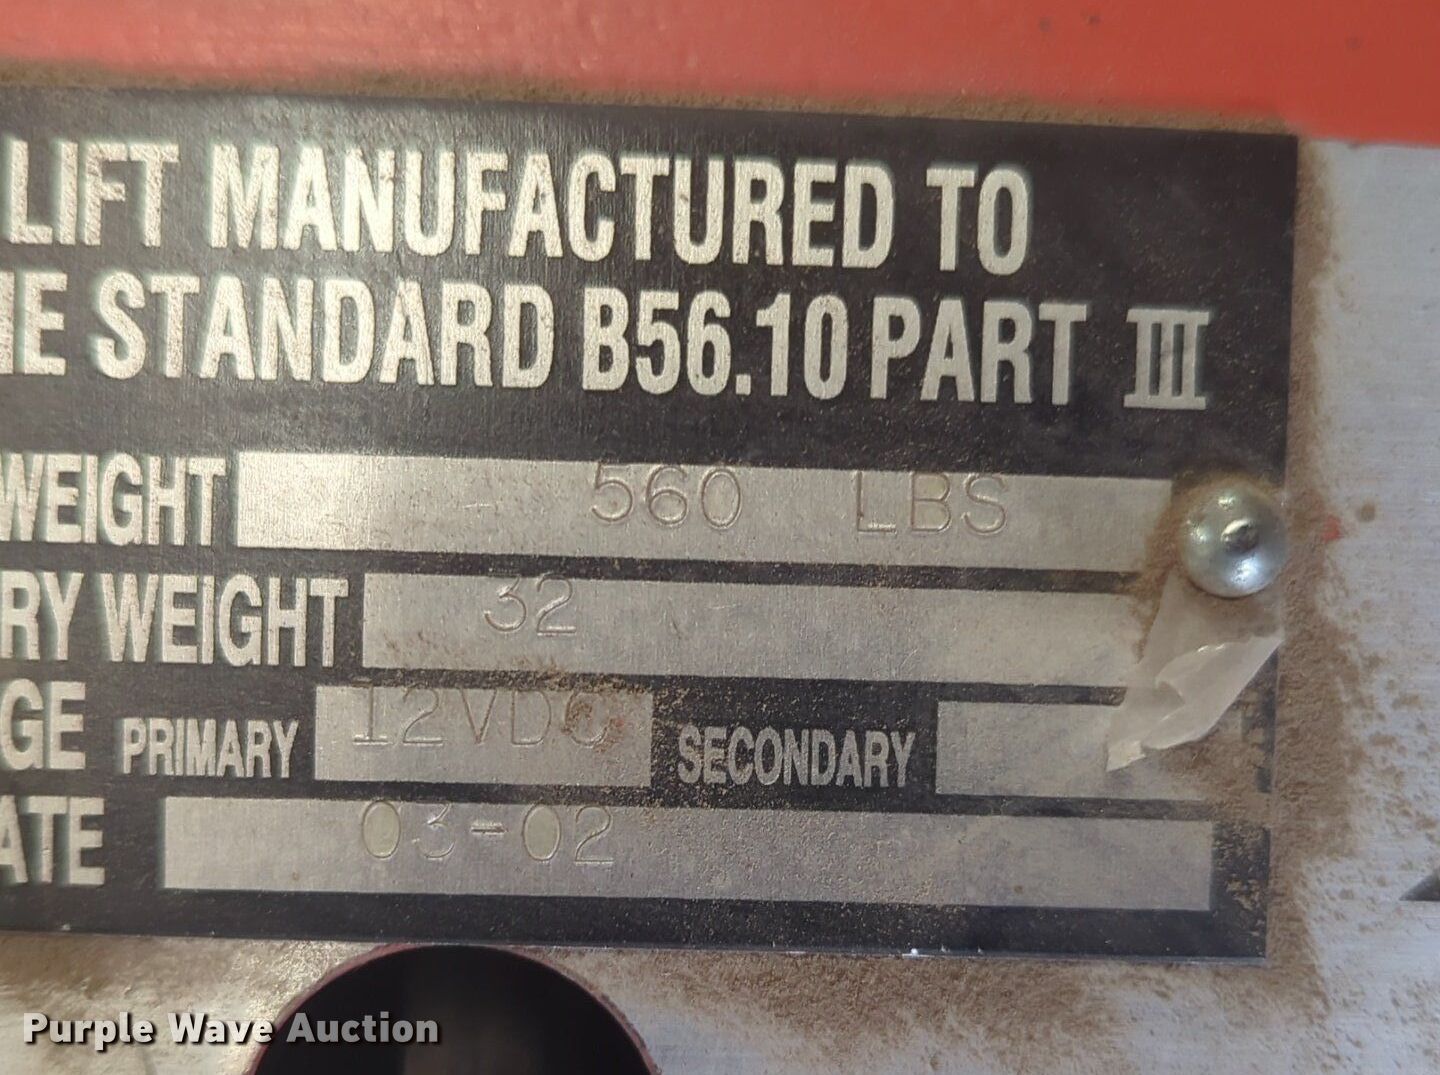 LIFT MANUFACTURED TO
HE STANDARD B56.10 PART III
WEIGHT 560 LBS
RY WEIGHT 32
GE PRIMARY 12VDC SECONDARY
ATE 03-02
Purple Wave Auction